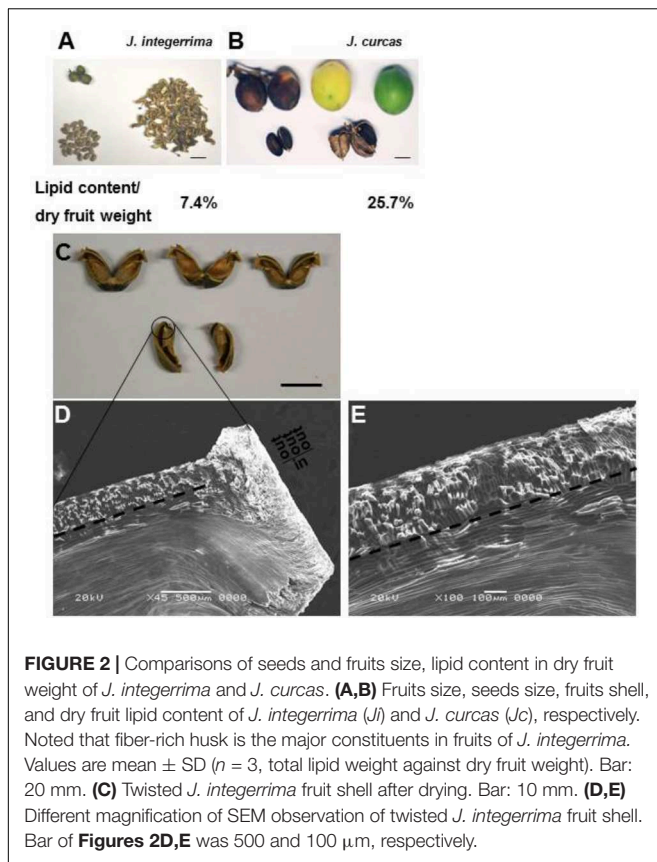 A J. integerrima B J. curcas
Lipid content/
dry fruit weight 7.4% 25.7%
C
D E
20kV X45 500μm 0000 20kV X100 100μm 0000
FIGURE 2 | Comparisons of seeds and fruits size, lipid content in dry fruit
weight of J. integerrima and J. curcas. (A,B) Fruits size, seeds size, fruits shell,
and dry fruit lipid content of J. integerrima (Ji) and J. curcas (Jc), respectively.
Noted that fiber-rich husk is the major constituents in fruits of J. integerrima.
Values are mean ± SD (n = 3, total lipid weight against dry fruit weight). Bar:
20 mm. (C) Twisted J. integerrima fruit shell after drying. Bar: 10 mm. (D,E)
Different magnification of SEM observation of twisted J. integerrima fruit shell.
Bar of Figures 2D,E was 500 and 100 μm, respectively.